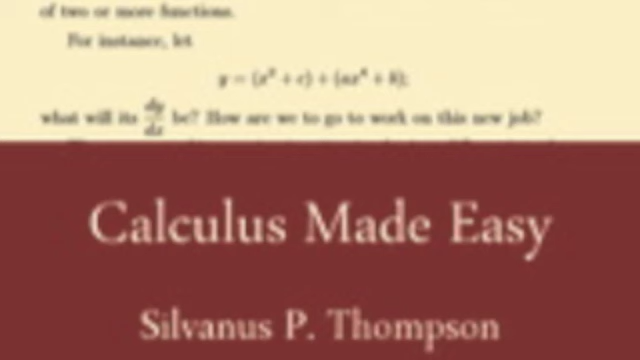 of two or more functions.
For instance, let
y = (x² + c) + (ax⁴ + b);
what will its dy/dx be? How are we to go to work on this new job?
Calculus Made Easy
Silvanus P. Thompson